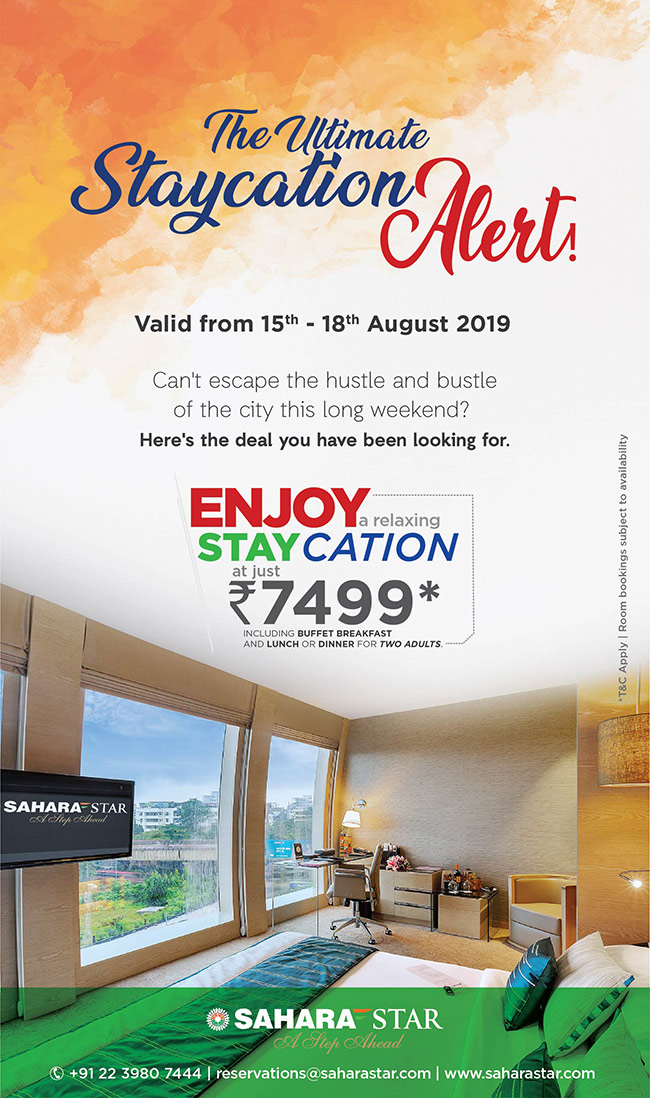 The Ultimate
Staycation
Alert!
Valid from 15th - 18th August 2019
Can't escape the hustle and bustle
of the city this long weekend?
Here's the deal you have been looking for.
ENJOY
a relaxing
STAYCATION
at just
₹7499*
INCLUDING BUFFET BREAKFAST
AND LUNCH OR DINNER FOR TWO ADULTS.
*T&C Apply | Room bookings subject to availability
SAHARA STAR
A Step Ahead
SAHARA STAR
A Step Ahead
+91 22 3980 7444 | reservations@saharastar.com | www.saharastar.com